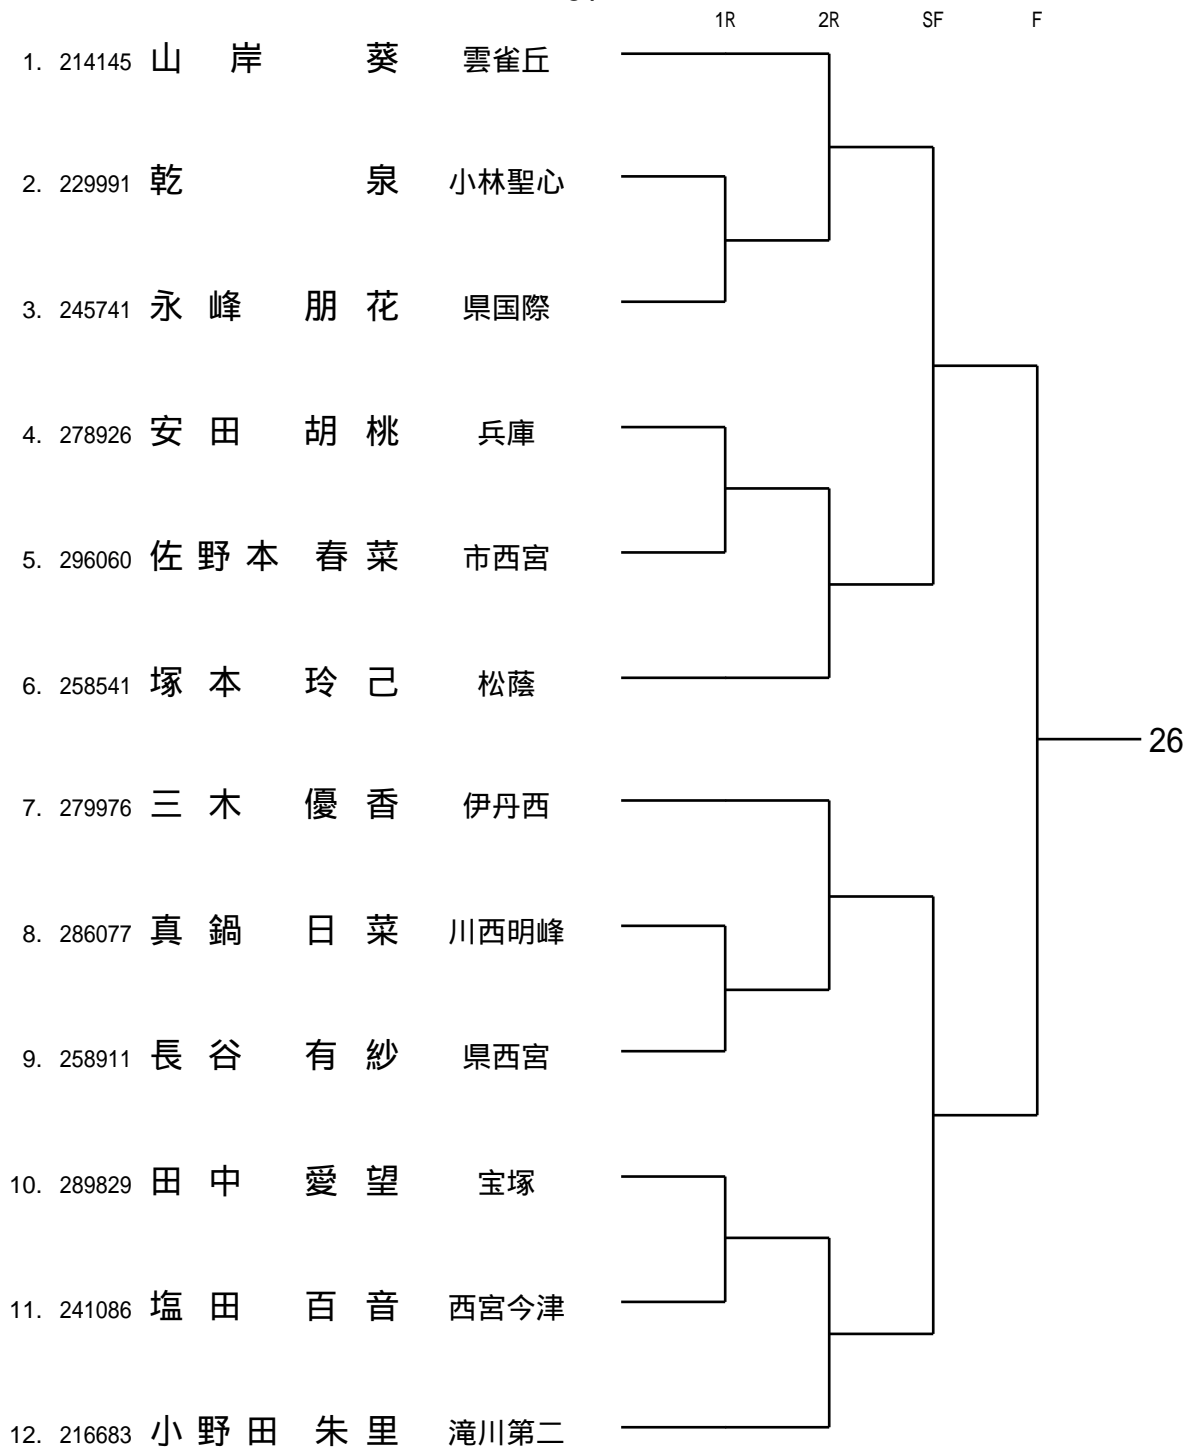 1R 2R SF F
1. 214145 山 岸 葵 雲雀丘
2. 229991 乾 泉 小林聖心
3. 245741 永 峰 朋 花 県国際
4. 278926 安 田 胡 桃 兵庫
5. 296060 佐 野 本 春 菜 市西宮
6. 258541 塚 本 玲 己 松蔭
26
7. 279976 三 木 優 香 伊丹西
8. 286077 真 鍋 日 菜 川西明峰
9. 258911 長 谷 有 紗 県西宮
10. 289829 田 中 愛 望 宝塚
11. 241086 塩 田 百 音 西宮今津
12. 216683 小 野 田 朱 里 滝川第二